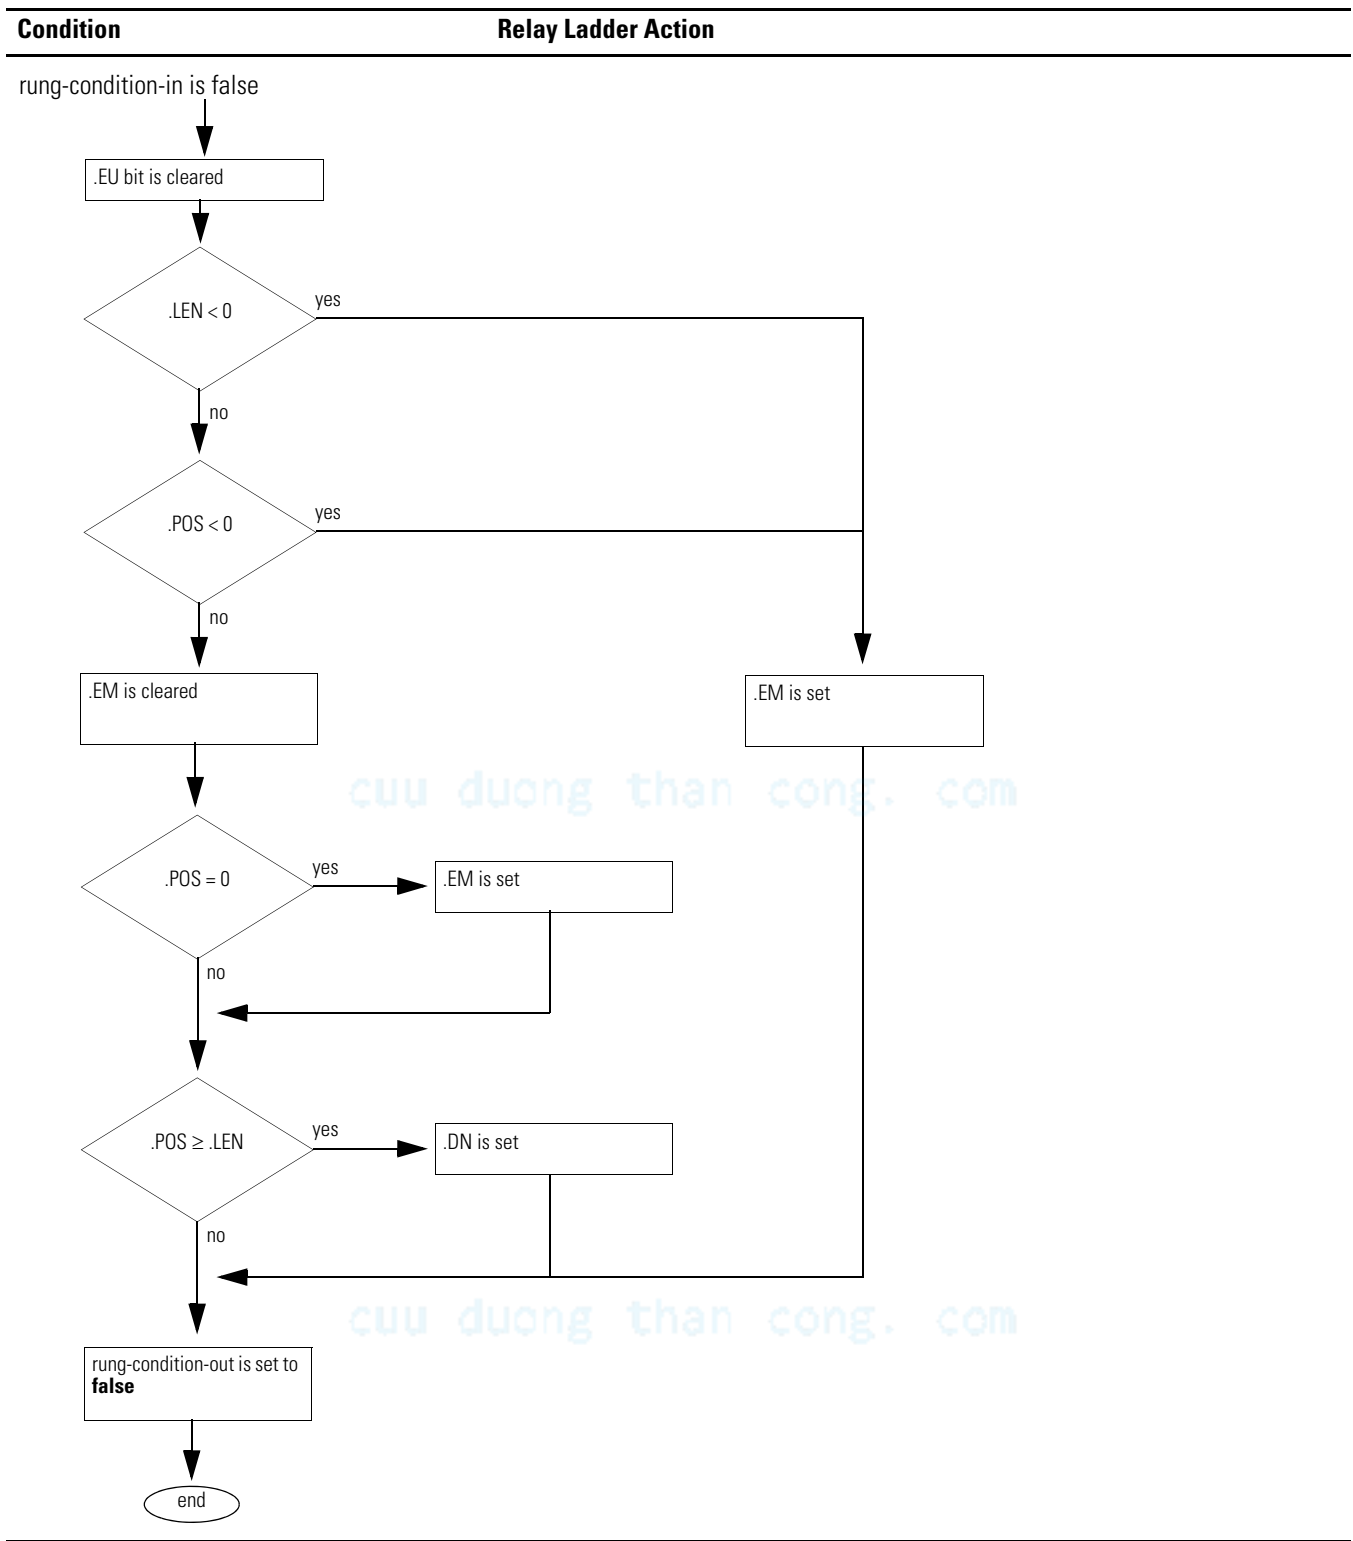 Condition Relay Ladder Action
rung-condition-in is false
.EU bit is cleared
.LEN < 0
yes
no
.POS < 0
yes
no
.EM is cleared
.EM is set
cuu duong than cong. com
.POS = 0
yes
.EM is set
no
.POS ≥ .LEN
yes
.DN is set
no
cuu duong than cong. com
rung-condition-out is set to
false
end